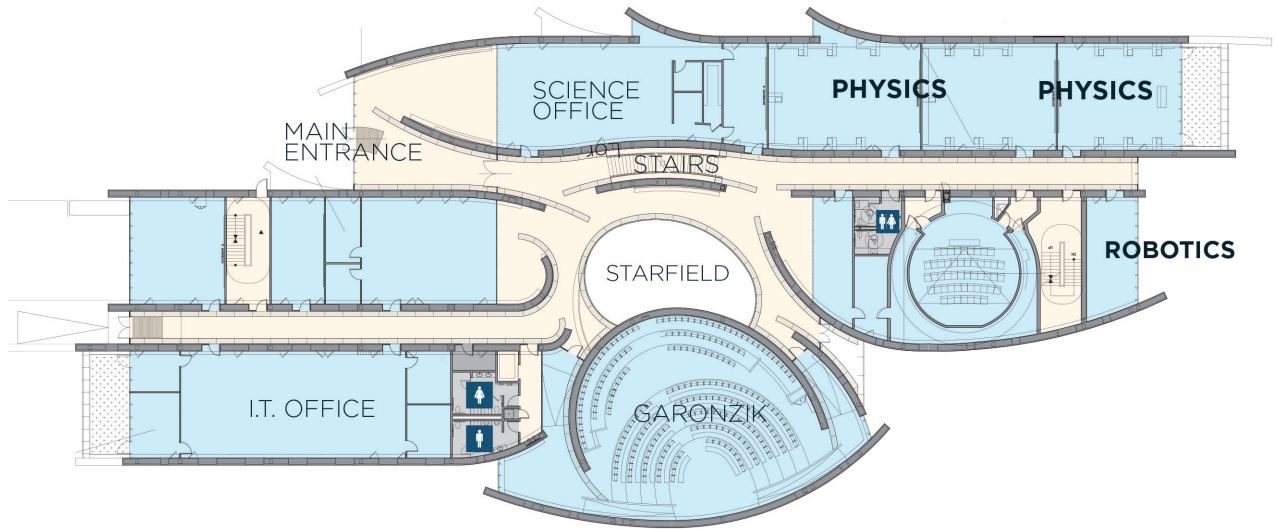 SCIENCE
OFFICE
PHYSICS
PHYSICS
MAIN
ENTRANCE
STAIRS
ROBOTICS
STARFIELD
I.T. OFFICE
GARONZIK